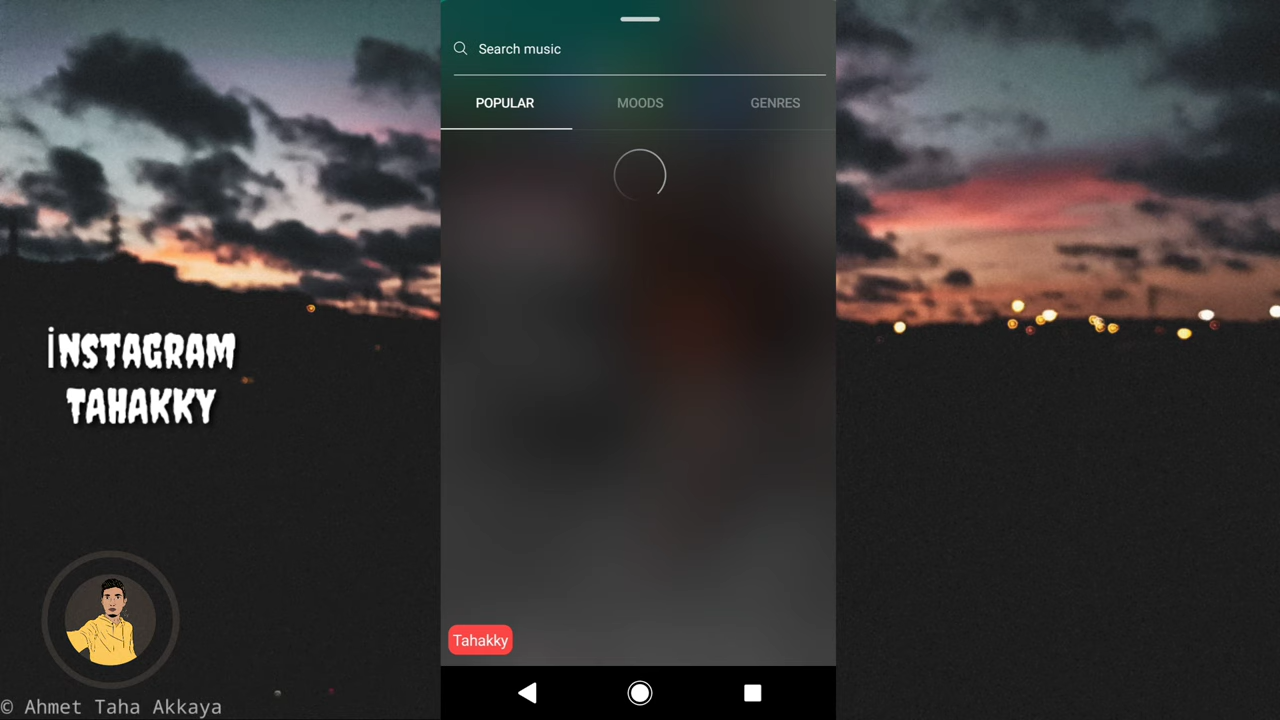 Search music
POPULAR
MOODS
GENRES
İNSTAGRAM
TAHAKKY
Tahakky
© Ahmet Taha Akkaya